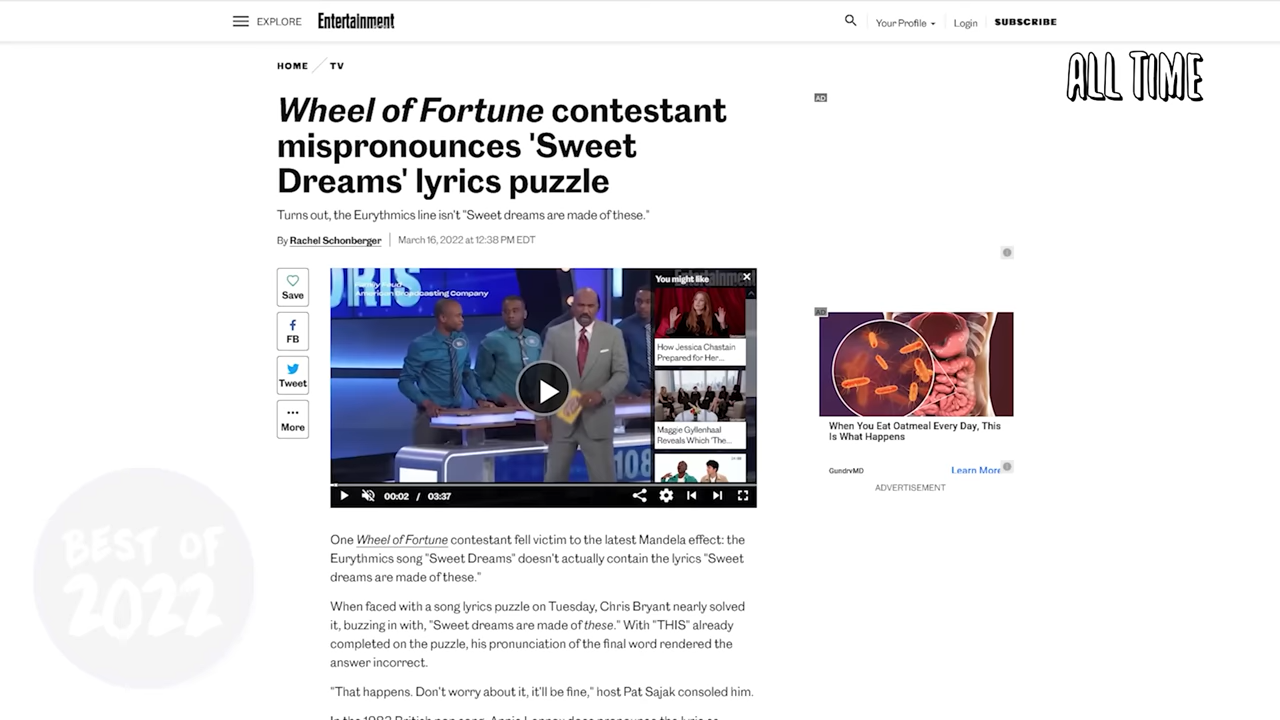 EXPLORE
Entertainment
Your Profile
Login
SUBSCRIBE
ALL TIME
HOME
TV
AD
Wheel of Fortune contestant
mispronounces 'Sweet
Dreams' lyrics puzzle
Turns out, the Eurythmics line isn't "Sweet dreams are made of these."
By Rachel Schonberger
March 16, 2022 at 12:38 PM EDT
Save
FB
Tweet
More
Family Feud
American Broadcasting Company
You might like
How Jessica Chastain
Prepared for Her...
Maggie Gyllenhaal
Reveals Which 'The...
108
00:02 / 03:37
AD
When You Eat Oatmeal Every Day, This
Is What Happens
GundryMD
Learn More
ADVERTISEMENT
BEST OF
2022
One Wheel of Fortune contestant fell victim to the latest Mandela effect: the
Eurythmics song "Sweet Dreams" doesn't actually contain the lyrics "Sweet
dreams are made of these."
When faced with a song lyrics puzzle on Tuesday, Chris Bryant nearly solved
it, buzzing in with, "Sweet dreams are made of these." With "THIS" already
completed on the puzzle, his pronunciation of the final word rendered the
answer incorrect.
"That happens. Don't worry about it, it'll be fine," host Pat Sajak consoled him.